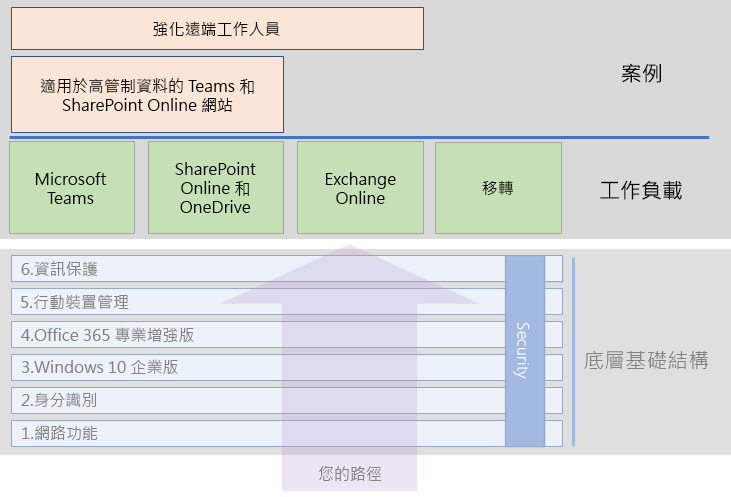 強化遠端工作人員
適用於高管制資料的 Teams 和
SharePoint Online 網站
案例
Microsoft
Teams
SharePoint
Online 和
OneDrive
Exchange
Online
移轉
工作負載
6.資訊保護
5.行動裝置管理
4.Office 365 專業增強版
3.Windows 10 企業版
2.身分識別
1.網路功能
Security
底層基礎結構
您的路徑